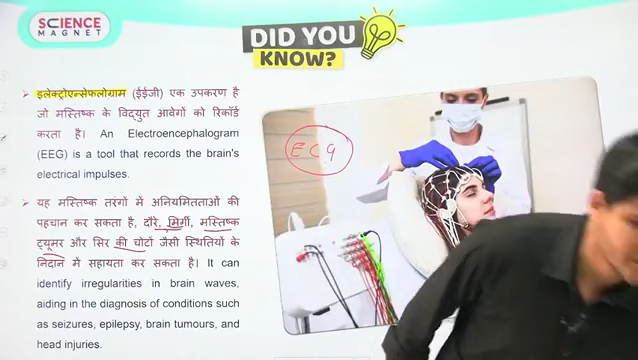 SCIENCE
MAGNET
DID YOU
KNOW?
इलेक्ट्रोएन्सेफलोग्राम (ईईजी) एक उपकरण है
जो मस्तिष्क के विद्युत आवेगों को रिकॉर्ड
करता है। An Electroencephalogram
(EEG) is a tool that records the brain's
electrical impulses.
यह मस्तिष्क तरंगों में अनियमितताओं की
पहचान कर सकता है, दौरे, मिर्गी, मस्तिष्क
ट्यूमर और सिर की चोटों जैसी स्थितियों के
निदान में सहायता कर सकता है। It can
identify irregularities in brain waves,
aiding in the diagnosis of conditions such
as seizures, epilepsy, brain tumours, and
head injuries.
ECG